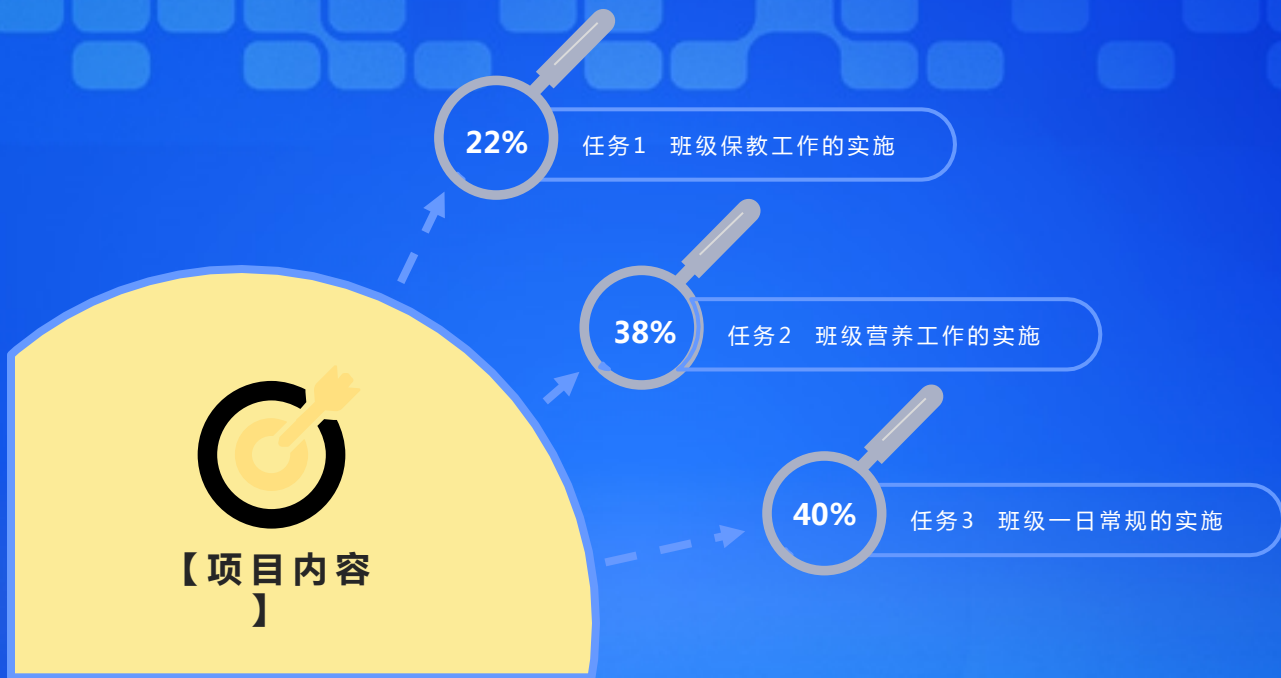 22%
任务1 班级保教工作的实施
38%
任务2 班级营养工作的实施
40%
任务3 班级一日常规的实施
【项目内容
】